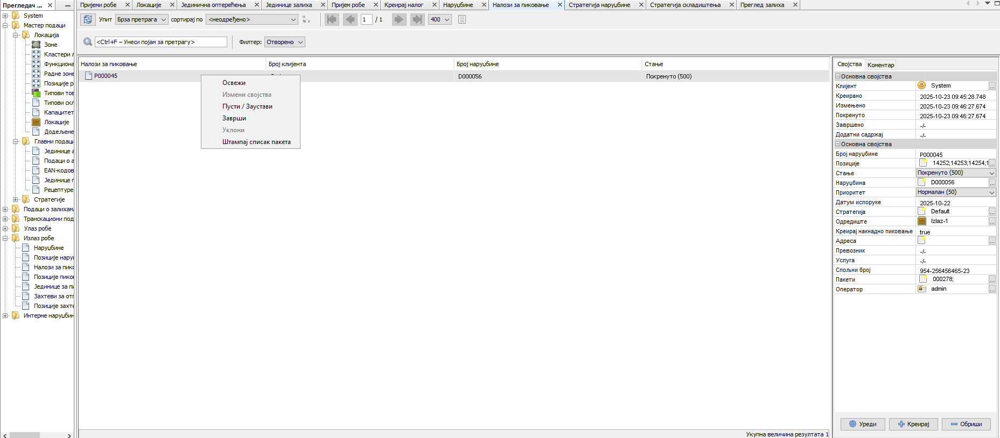 Прегледач ...
System
Мастер подаци
Локација
Зоне
Кластери л
Функциона
Радне зоне
Позиције р
Типови тов
Типови скл
Капацитет
Локације
Додељене
Главни подаци
Јединице а
Подаци о а
EAN-кодов
Јединице п
Рецептуре
Стратегије
Подаци о залихама
Транскациони под
Улаз робе
Излаз робе
Наруџбине
Позиције нару
Налози за пико
Позиције пико
Јединице за пи
Захтеви за отп
Позиције захте
Интерне наруџбин
Пријеми робе Локације Јединична оптерећења Јединице залиха Пријем робе Креирај налог Наруџбине Налози за пиковање Стратегија наруџбине Стратегија складиштења Преглед залиха
Упит Брза претрага сортирај по <неодређено> 1 / 1 400
<Ctrl+F – Унеси појам за претрагу> Филтер: Отворено
Налози за пиковање Број клијента Број наруџбине Стање
P000045 D000056 Покренуто (500)
Освежи
Измени својства
Пусти / Заустави
Заврши
Уклони
Штампај списак пакета
Укупна величина резултата 1
Својства Коментар
Основна својства
Клијент System ...
Креирано 2025-10-23 09:45:28.748
Измењено 2025-10-23 09:46:27.674
Покренуто 2025-10-23 09:46:27.674
Завршено -/-
Додатни садржај -/-
Основна својства
Број наруџбине P000045
Позиције 14252;14253;14254;1 ...
Стање Покренуто (500)
Наруџбина D000056 ...
Приоритет Нормалан (50)
Датум испоруке 2025-10-22
Стратегија Default ...
Одредиште Izlaz-1 ...
Креирај накнадно пиковање true
Адреса ...
Превозник -/-
Услуга -/-
Спољни број 954-256456465-23
Пакети 000278; ...
Оператор admin ...
Уреди Креирај Обриши